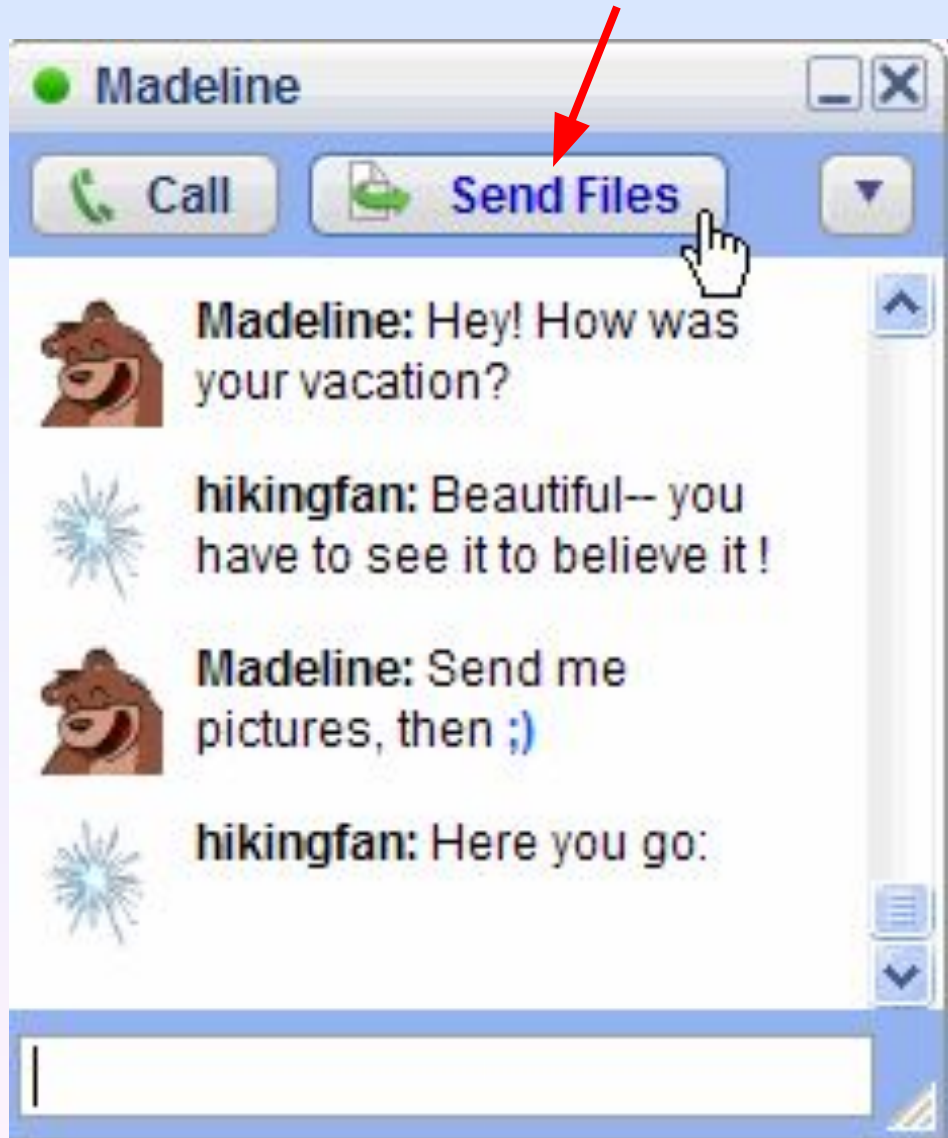 Madeline
Call
Send Files
Madeline: Hey! How was
your vacation?
hikingfan: Beautiful-- you
have to see it to believe it !
Madeline: Send me
pictures, then ;)
hikingfan: Here you go: